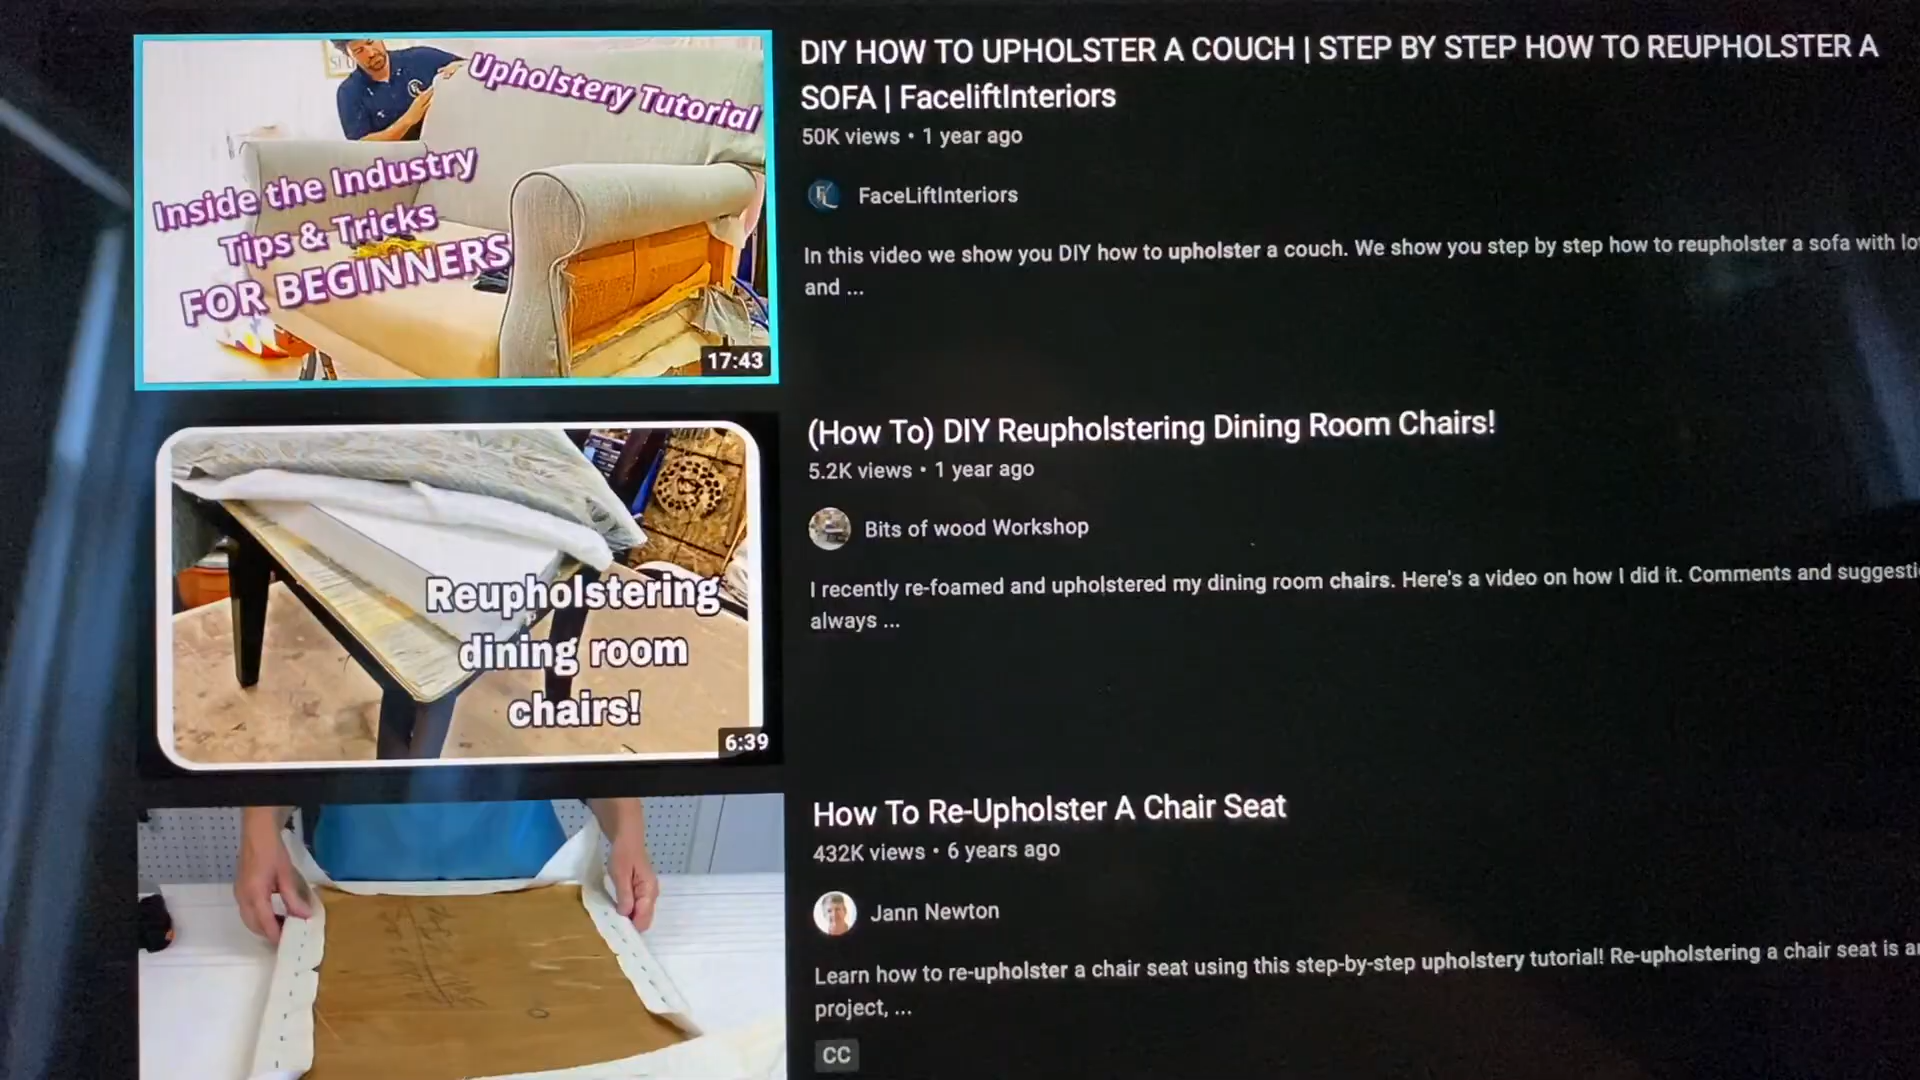 Upholstery Tutorial
Inside the Industry
Tips & Tricks
FOR BEGINNERS
17:43
DIY HOW TO UPHOLSTER A COUCH | STEP BY STEP HOW TO REUPHOLSTER A
SOFA | FaceliftInteriors
50K views • 1 year ago
FaceLiftInteriors
In this video we show you DIY how to upholster a couch. We show you step by step how to reupholster a sofa with
and ...
Reupholstering
dining room
chairs!
6:39
(How To) DIY Reupholstering Dining Room Chairs!
5.2K views • 1 year ago
Bits of wood Workshop
I recently re-foamed and upholstered my dining room chairs. Here's a video on how I did it. Comments and
always ...
How To Re-Upholster A Chair Seat
432K views • 6 years ago
Jann Newton
Learn how to re-upholster a chair seat using this step-by-step upholstery tutorial! Re-upholstering a chair seat is
project, ...
CC